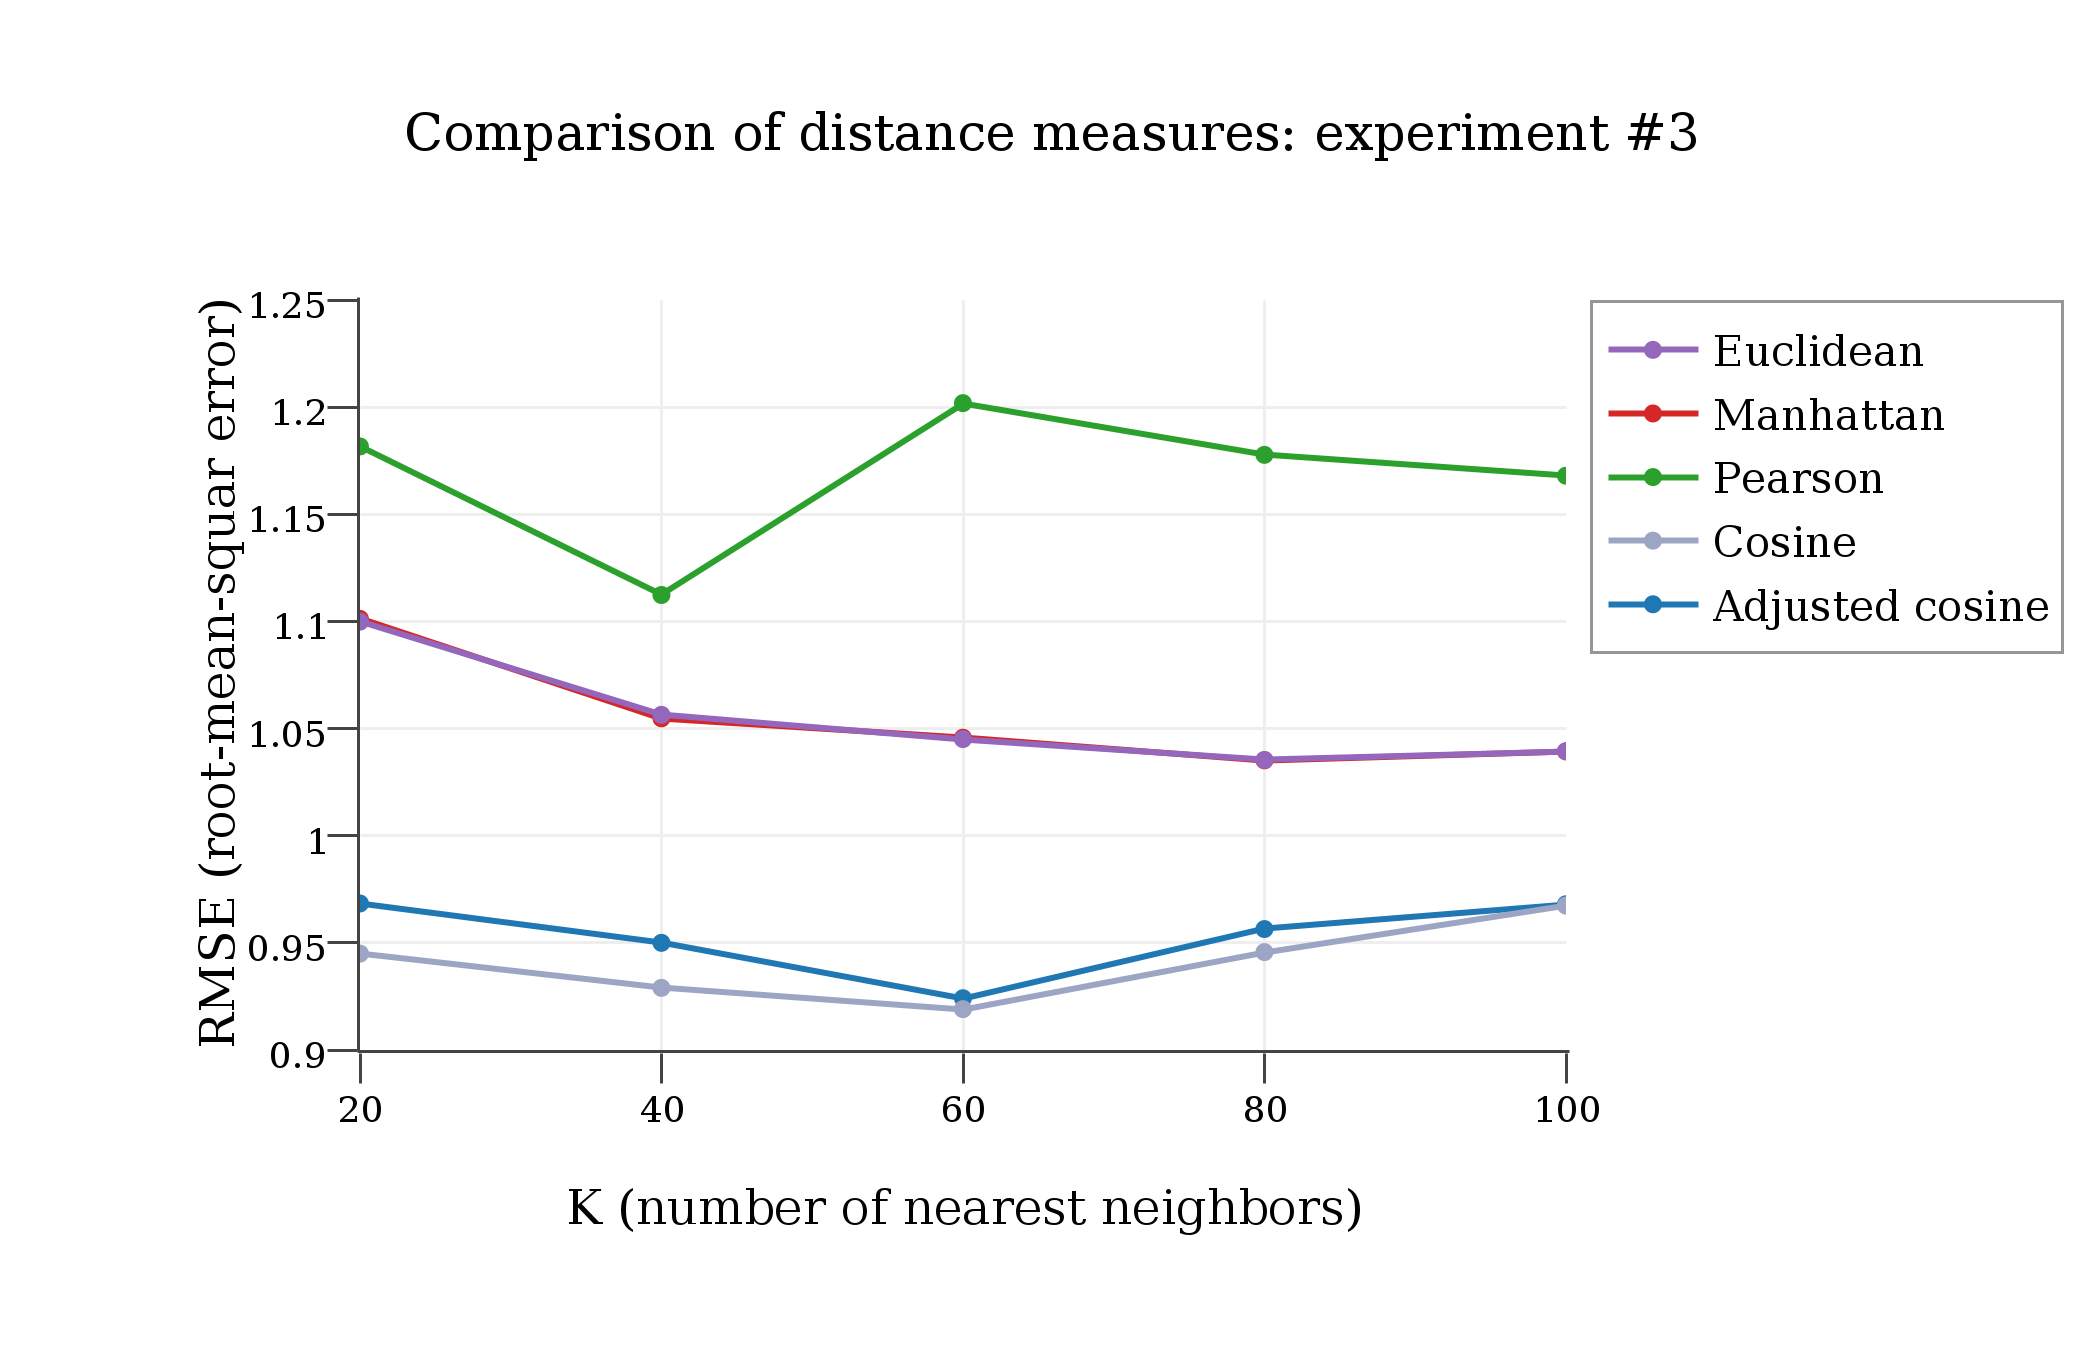 Comparison of distance measures: experiment #3
RMSE (root-mean-squar error)
1.25
1.2
1.15
1.1
1.05
1
0.95
0.9
20 40 60 80 100
K (number of nearest neighbors)
Euclidean
Manhattan
Pearson
Cosine
Adjusted cosine